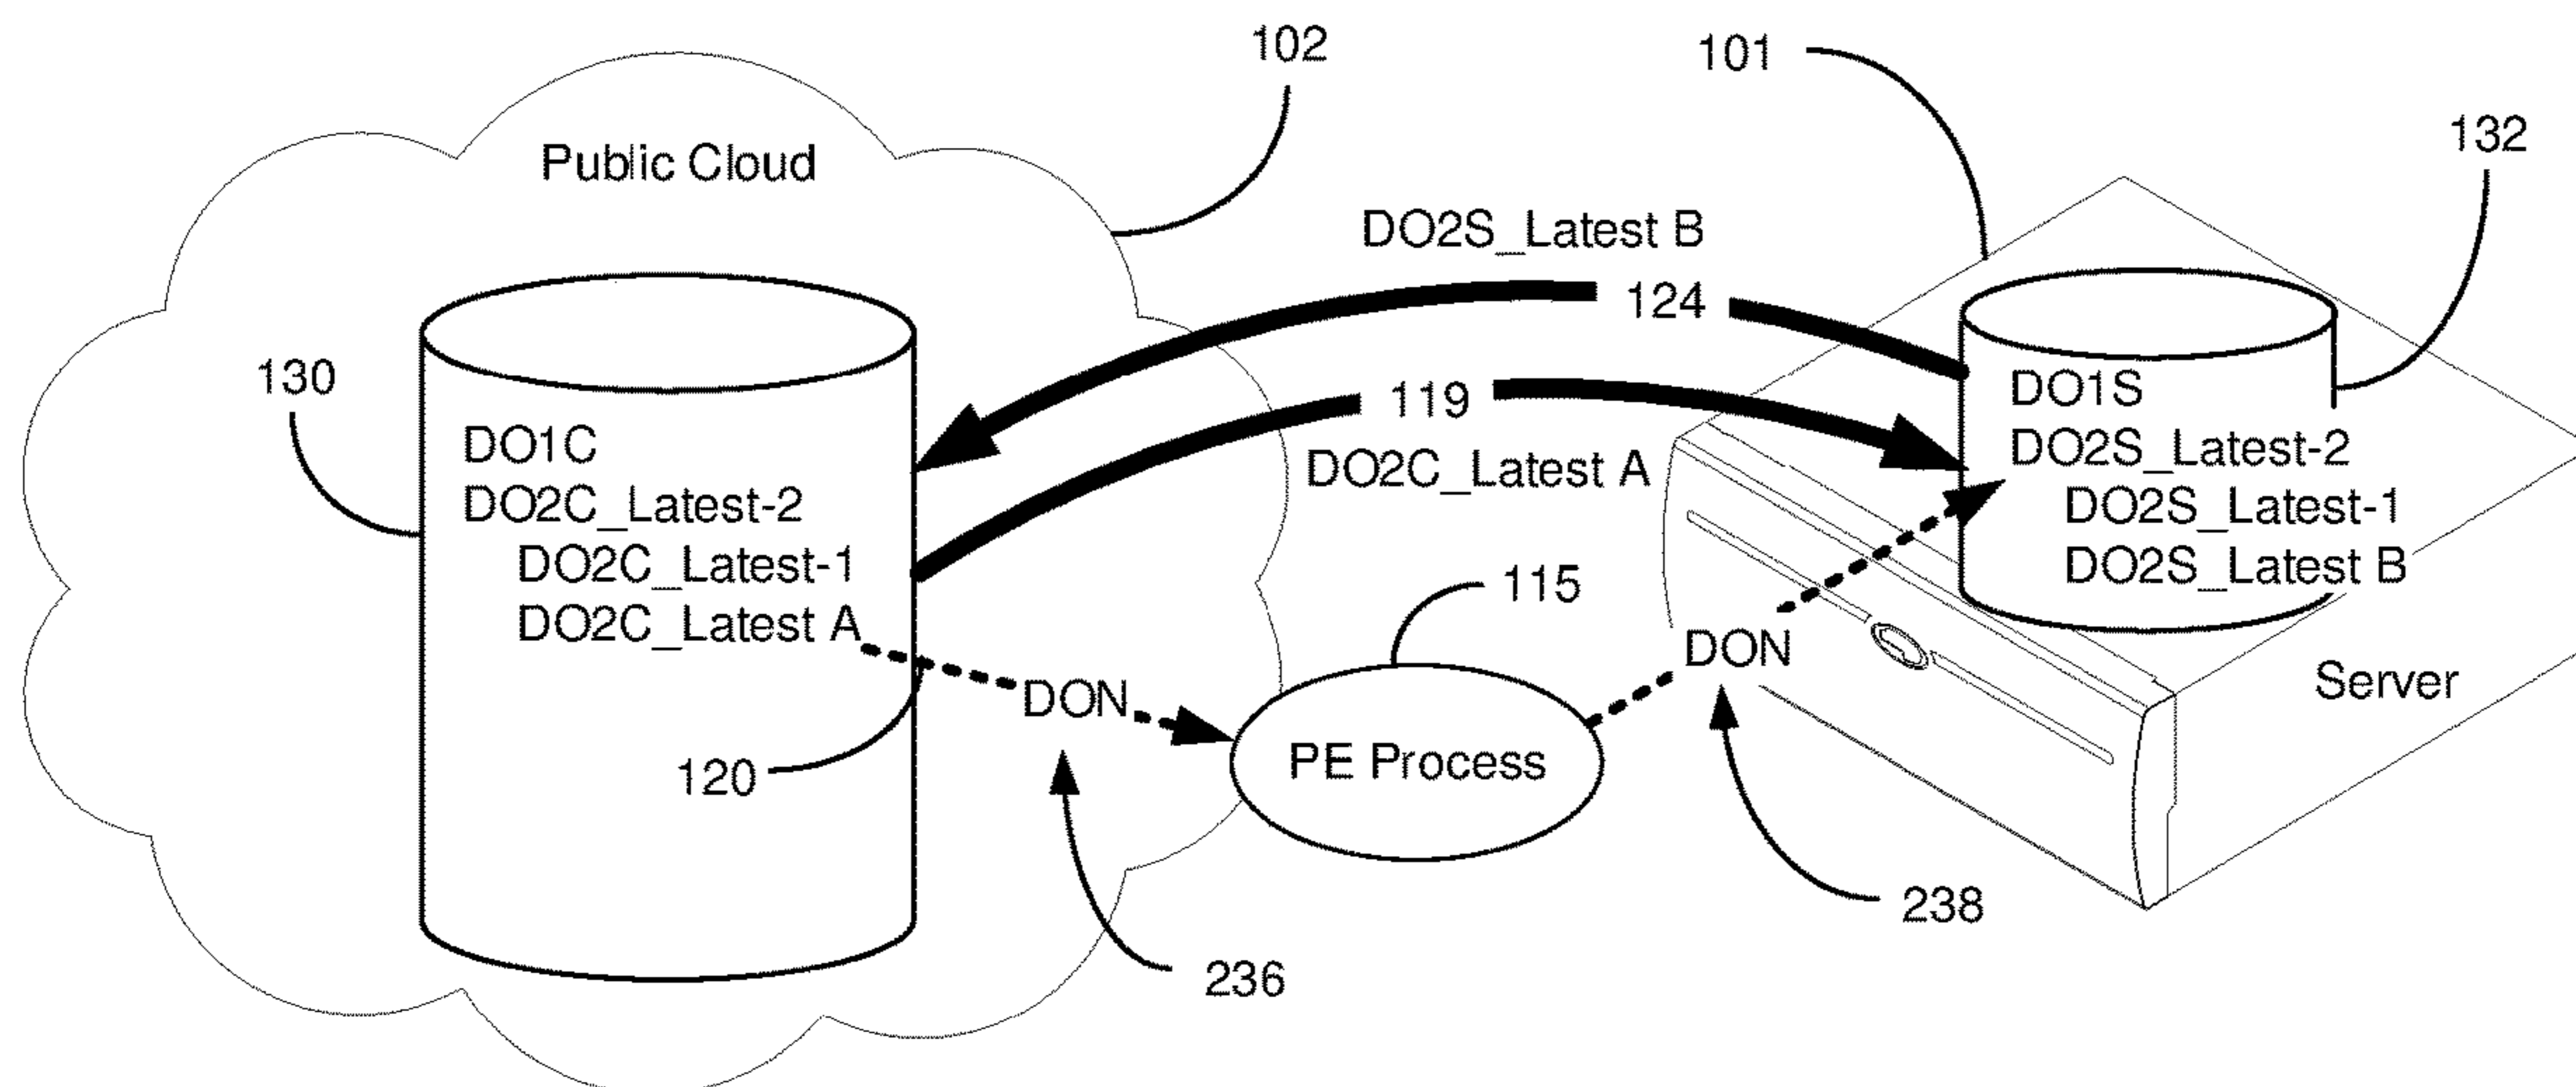 102
101
132
Public Cloud
DO2S_Latest B
124
130
119
DO2C_Latest A
DO1C
DO2C_Latest-2
DO2C_Latest-1
DO2C_Latest A
DO1S
DO2S_Latest-2
DO2S_Latest-1
DO2S_Latest B
115
DON
DON
120
PE Process
Server
236
238